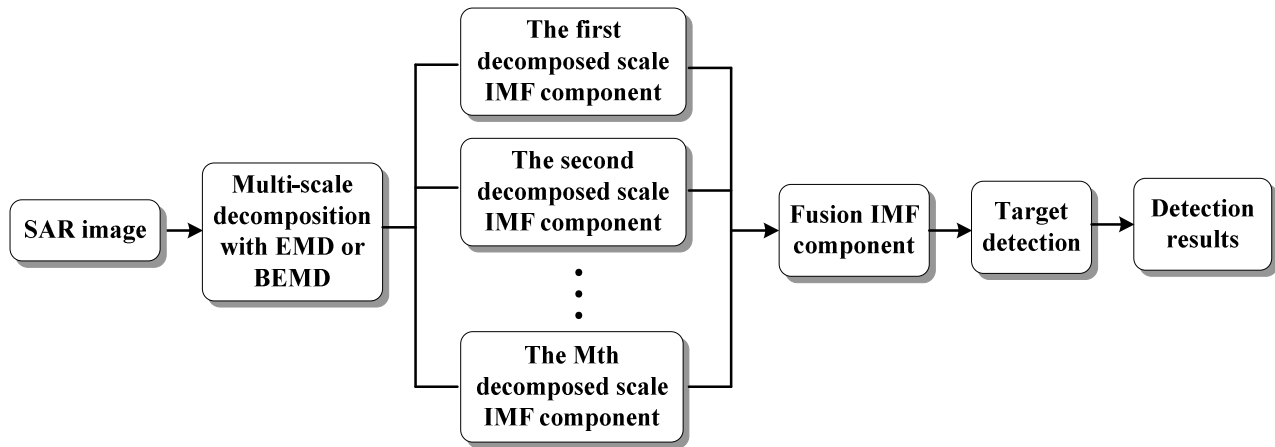 SAR image
Multi-scale
decomposition
with EMD or
BEMD
The first
decomposed scale
IMF component
The second
decomposed scale
IMF component
The Mth
decomposed scale
IMF component
Fusion IMF
component
Target
detection
Detection
results